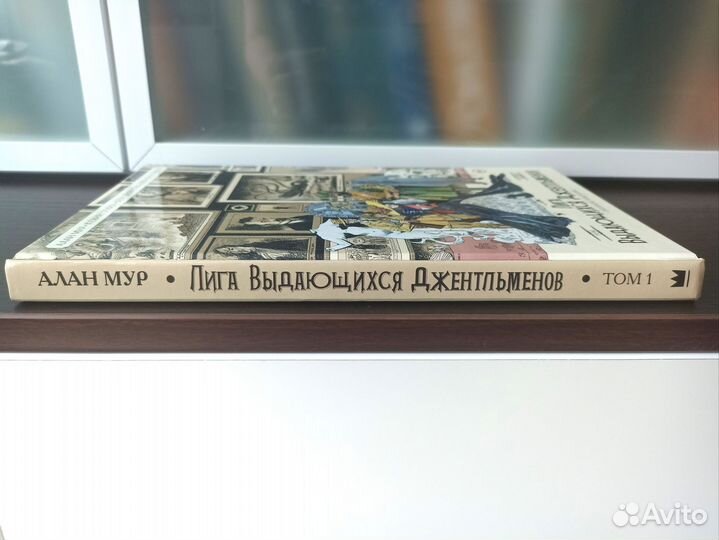 АЛАН МУР • ЛИГА ВЫДАЮЩИХСЯ ДЖЕНТЛЬМЕНОВ • ТОМ 1
Avito